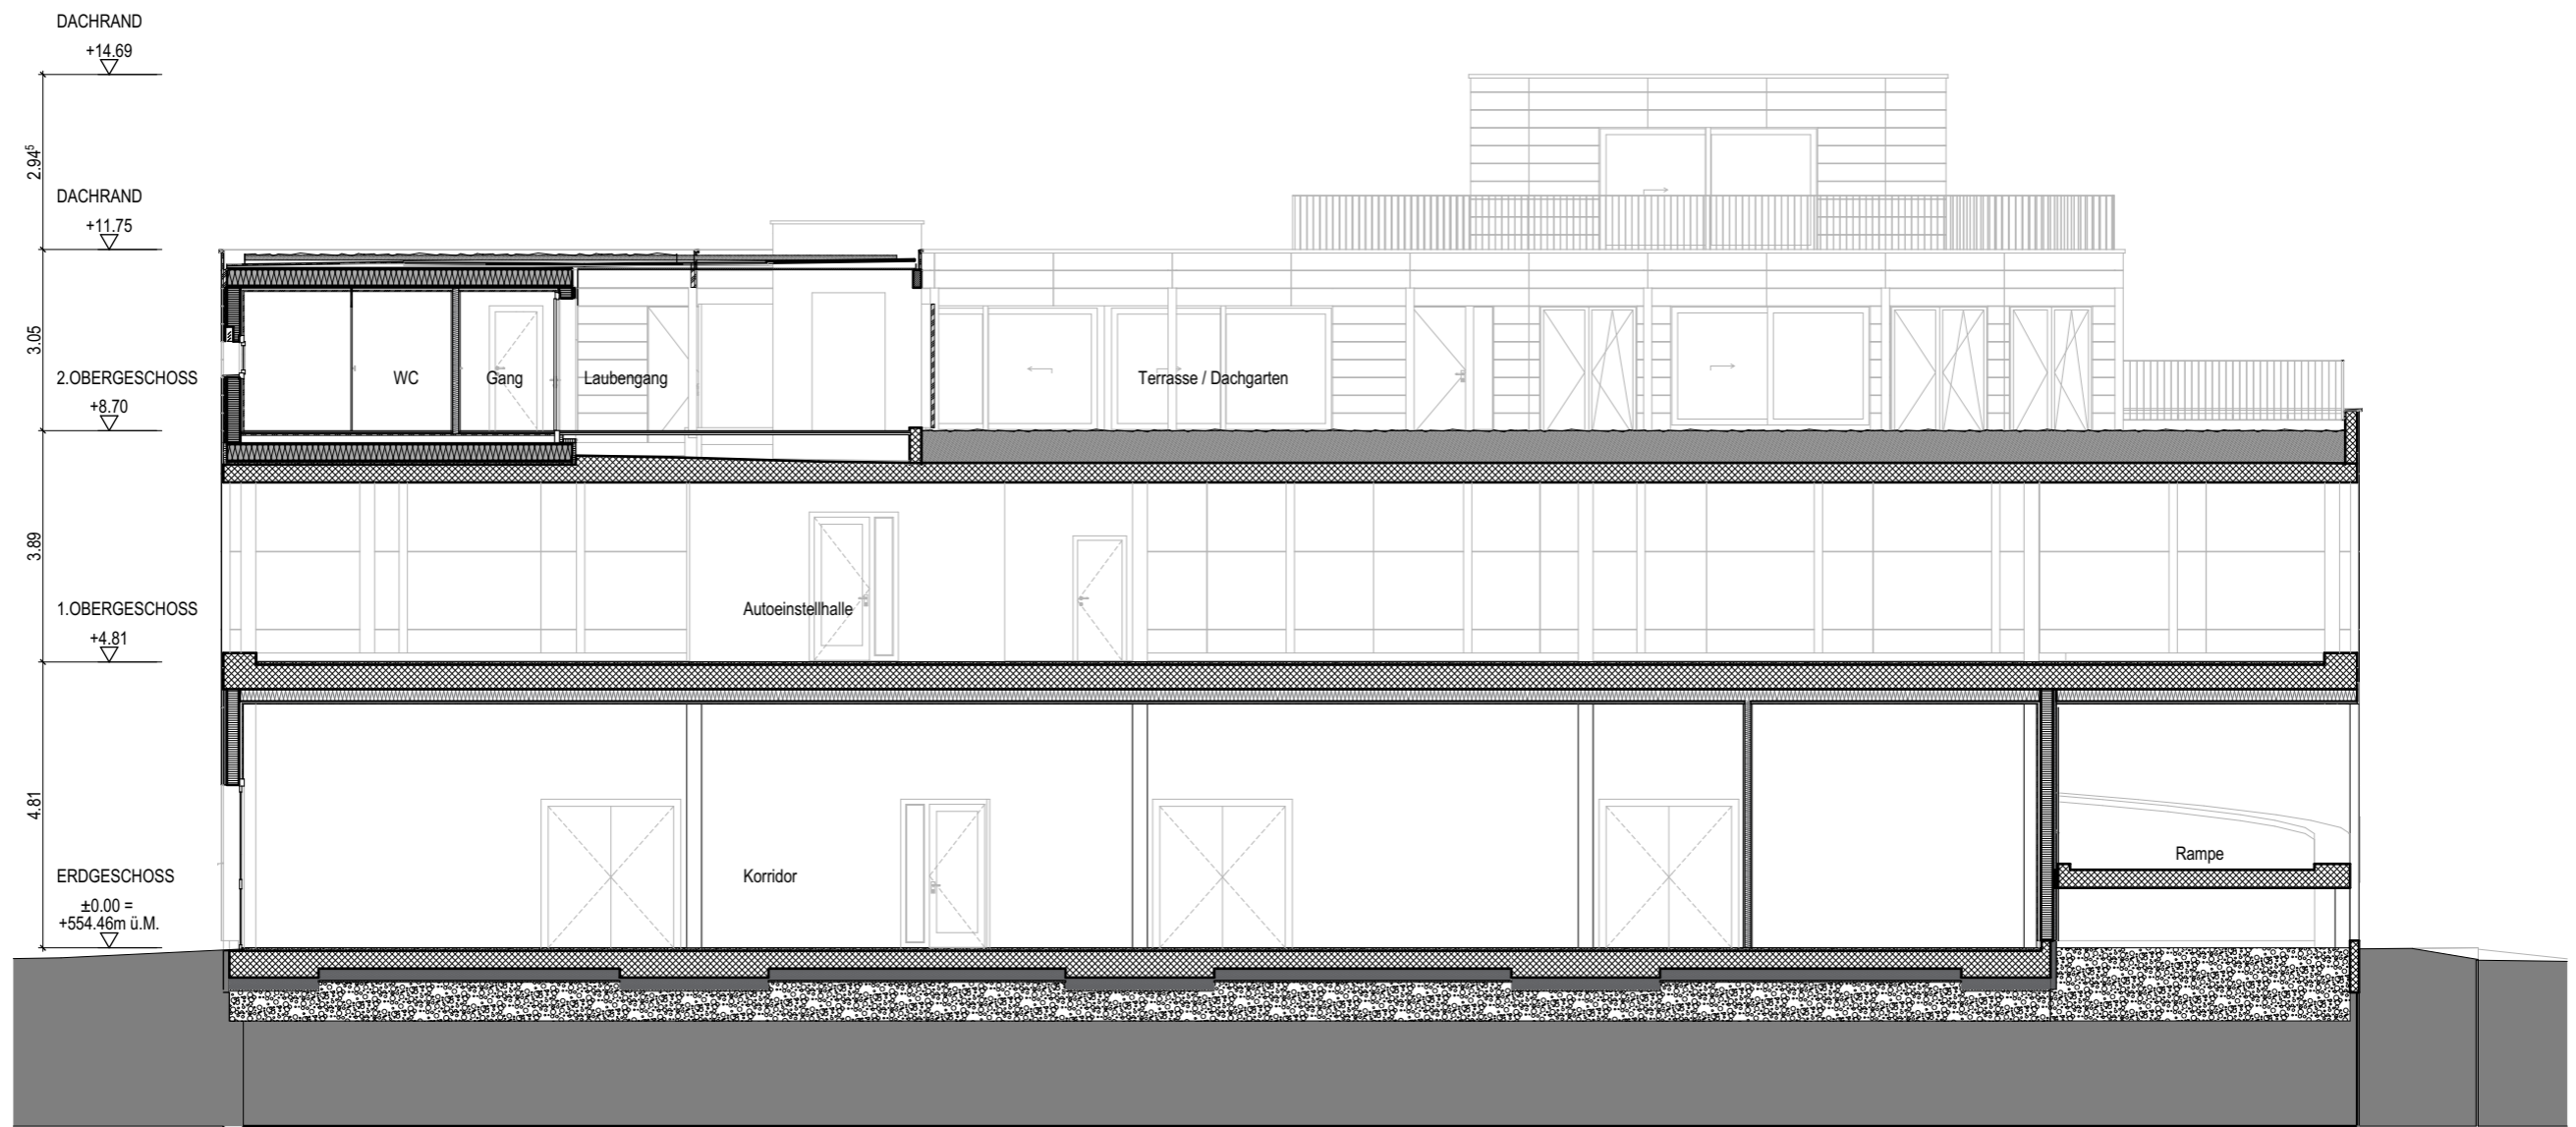 DACHRAND
+14.69
2.94⁵
DACHRAND
+11.75
3.05
2.OBERGESCHOSS
+8.70
WC
Gang
Laubengang
Terrasse / Dachgarten
3.89
1.OBERGESCHOSS
+4.81
Autoeinstellhalle
4.81
ERDGESCHOSS
±0.00 =
+554.46m ü.M.
Korridor
Rampe